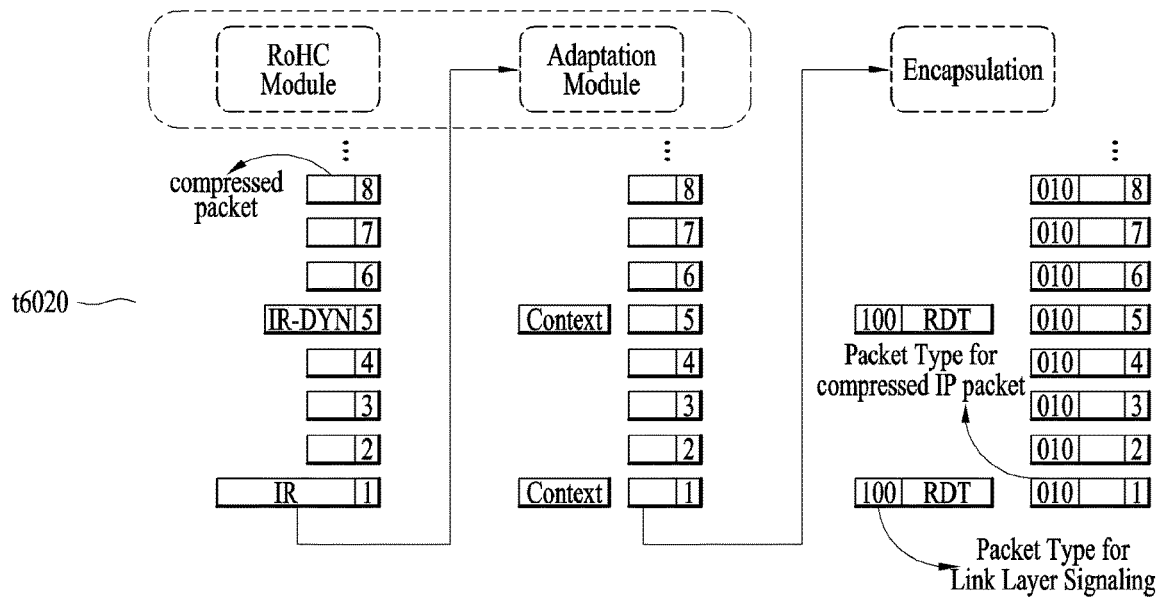 RoHC
Module
Adaptation
Module
Encapsulation
compressed
packet
8
8
010 8
7
7
010 7
6
6
010 6
t6020
IR-DYN 5
Context 5
100 RDT 010 5
4
4
010 4
Packet Type for
compressed IP packet
3
3
010 3
2
2
010 2
IR 1
Context 1
100 RDT 010 1
Packet Type for
Link Layer Signaling